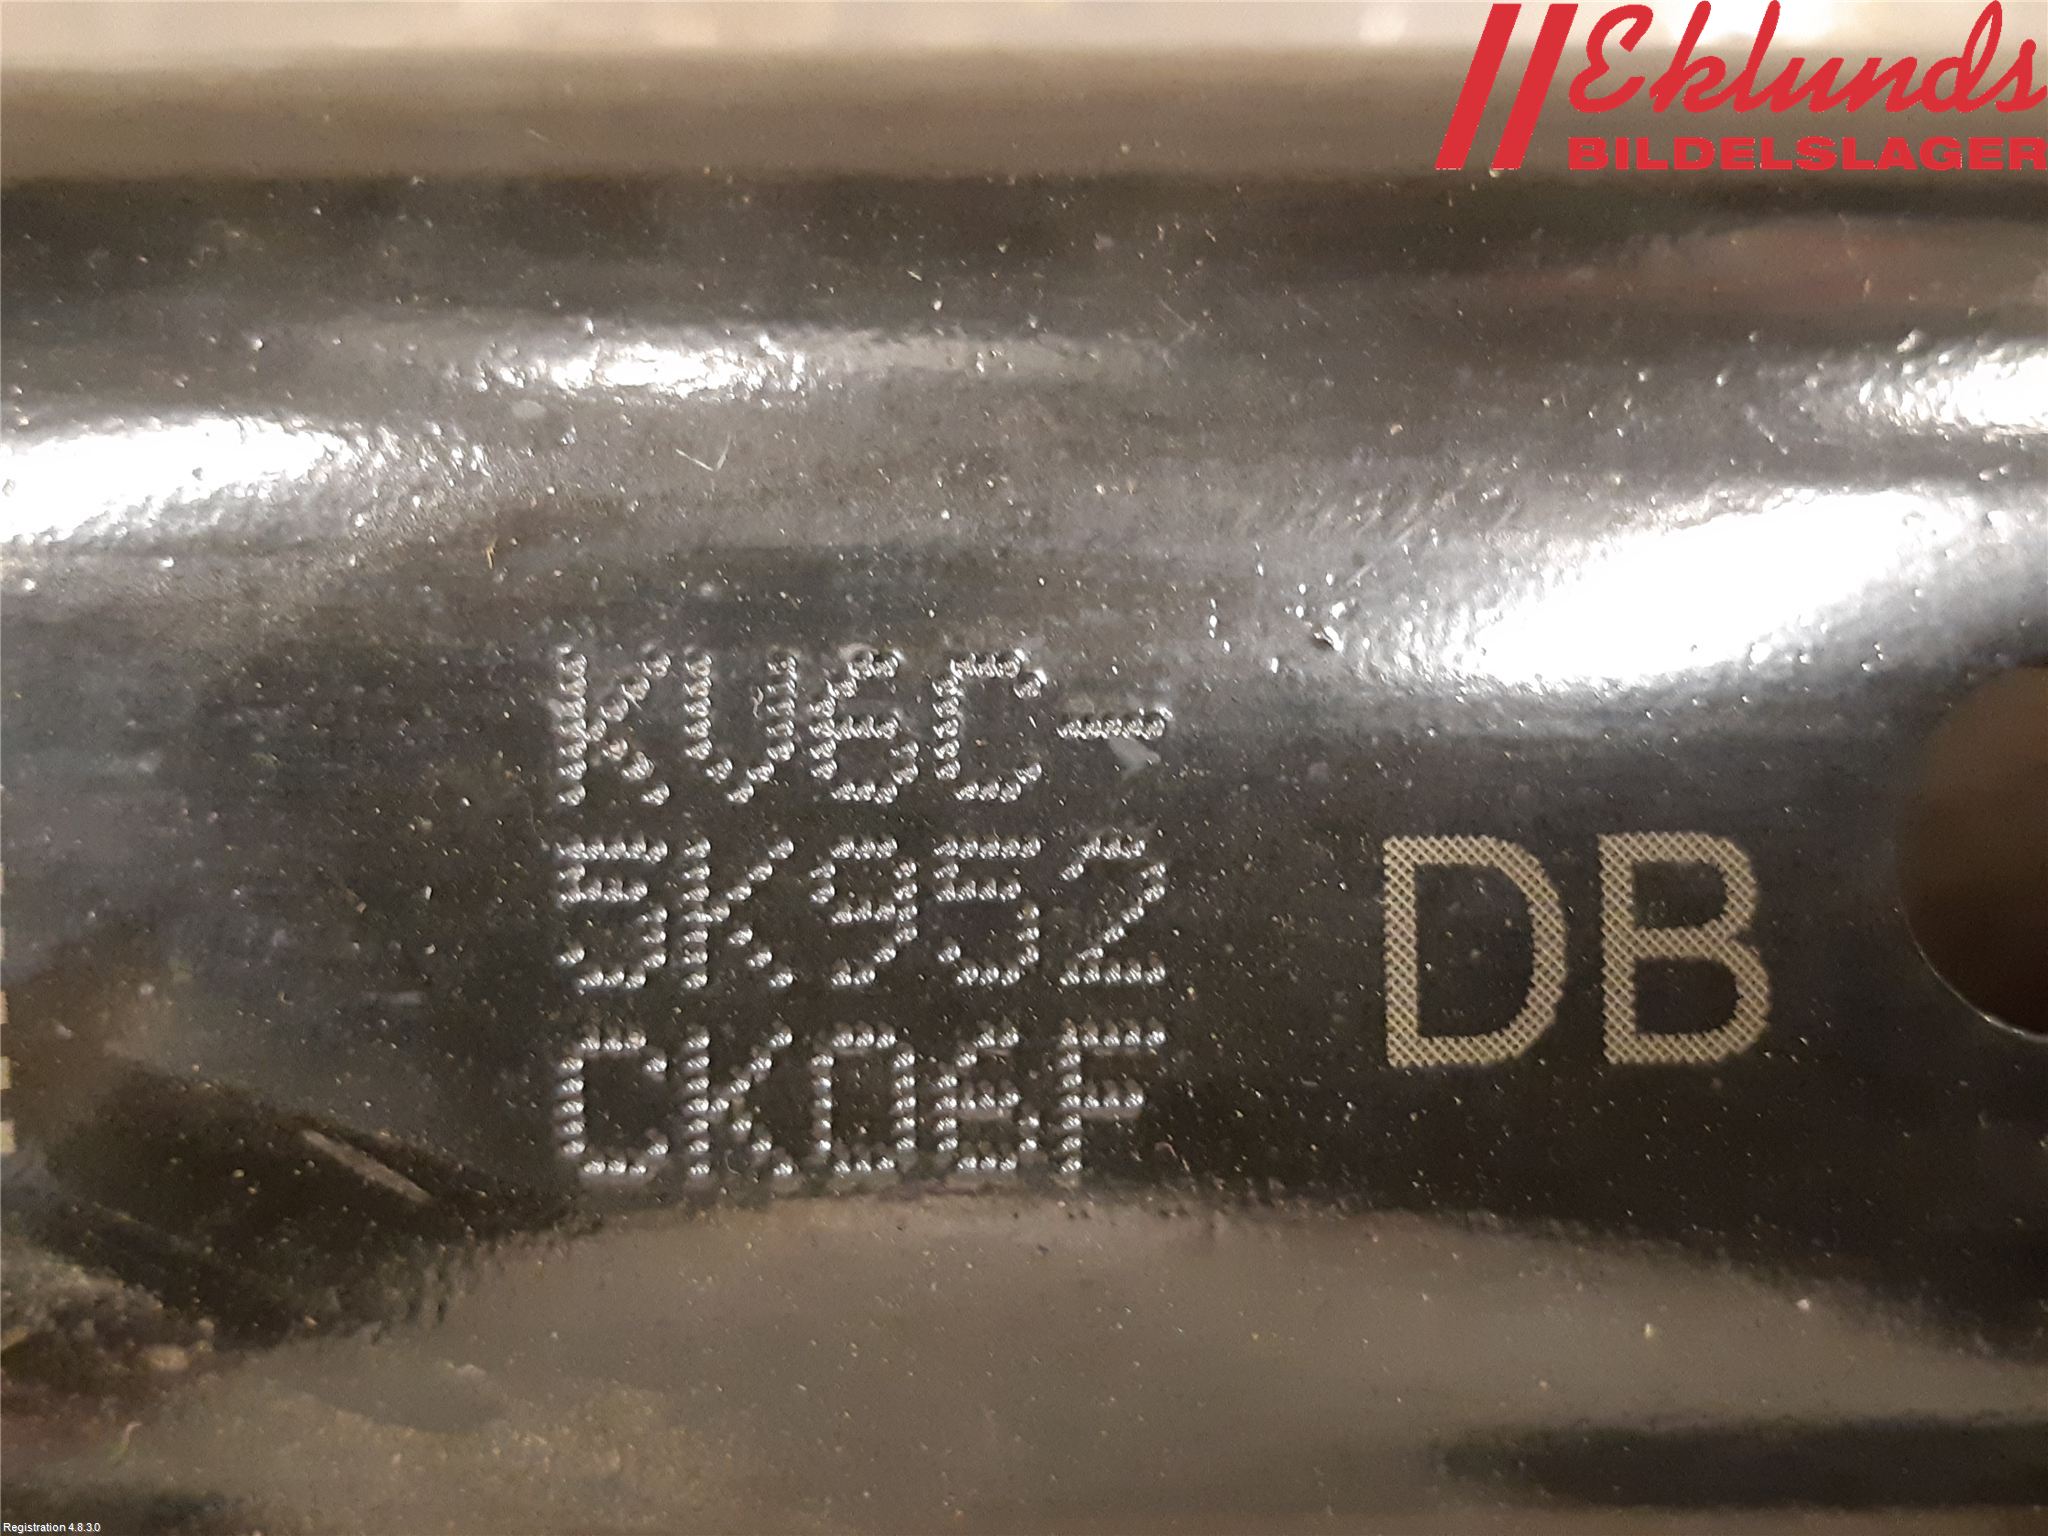 Eklunds
BILDELSLAGER
KV6C-
5K952
CK06F
DB
Registration 4.8.3.0